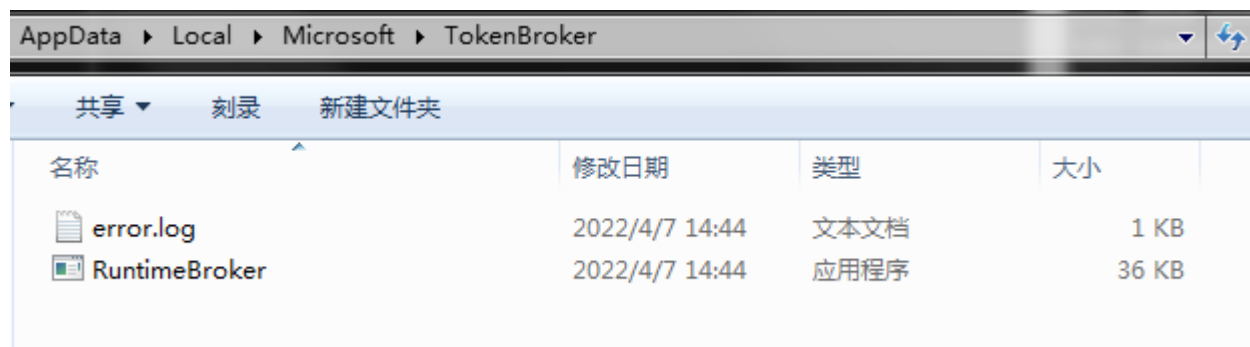 AppData ▸ Local ▸ Microsoft ▸ TokenBroker
共享 刻录 新建文件夹
名称 修改日期 类型 大小
error.log 2022/4/7 14:44 文本文档 1 KB
RuntimeBroker 2022/4/7 14:44 应用程序 36 KB